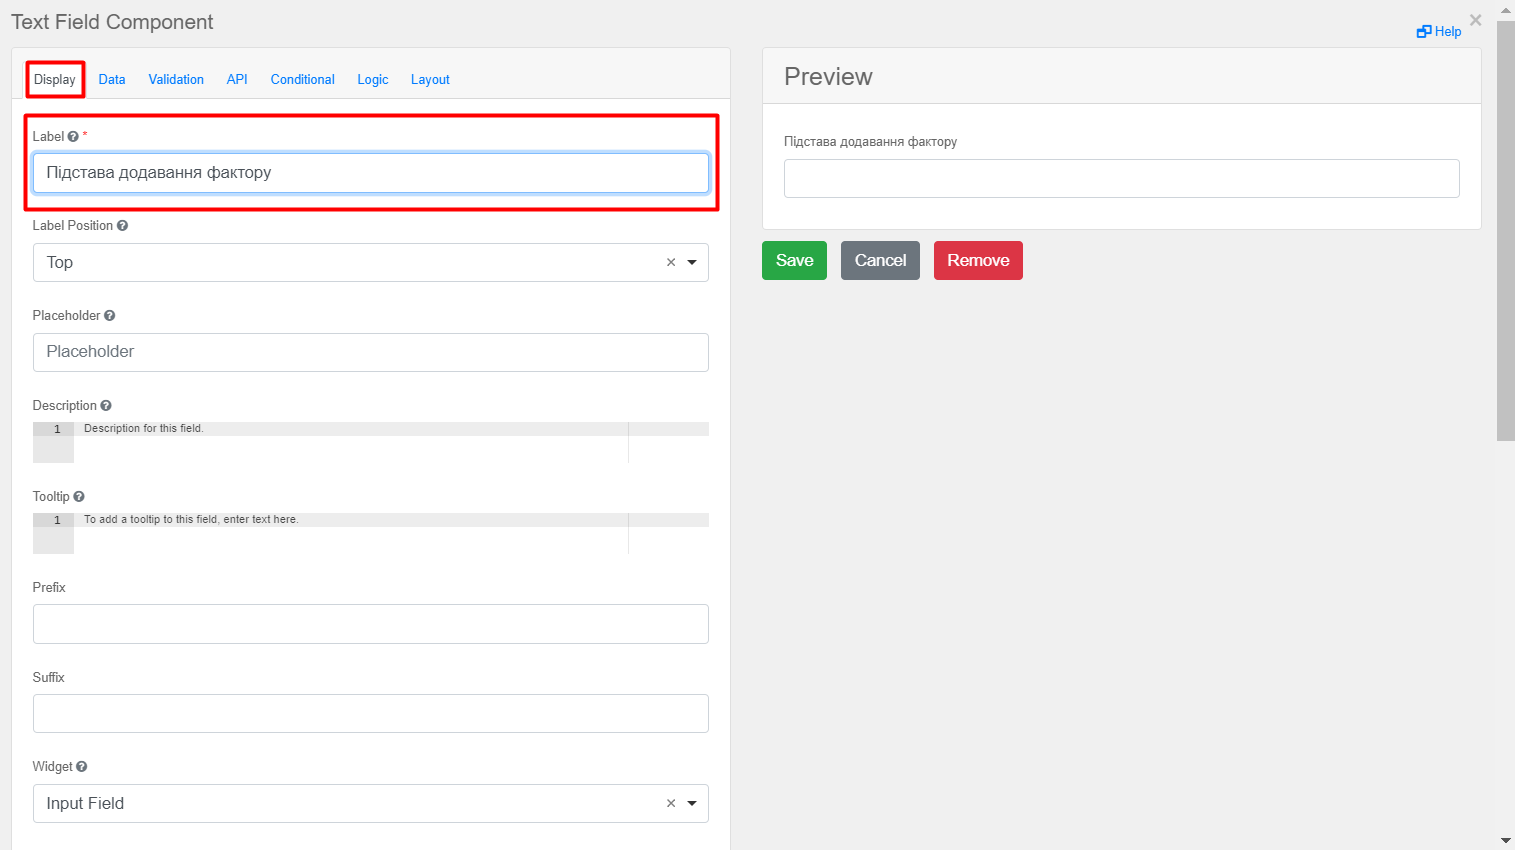 Text Field Component
Help
Display
Data
Validation
API
Conditional
Logic
Layout
Label *
Підстава додавання фактору
Label Position
Top
Placeholder
Placeholder
Description
1
Description for this field.
Tooltip
1
To add a tooltip to this field, enter text here.
Prefix
Suffix
Widget
Input Field
Preview
Підстава додавання фактору
Save
Cancel
Remove